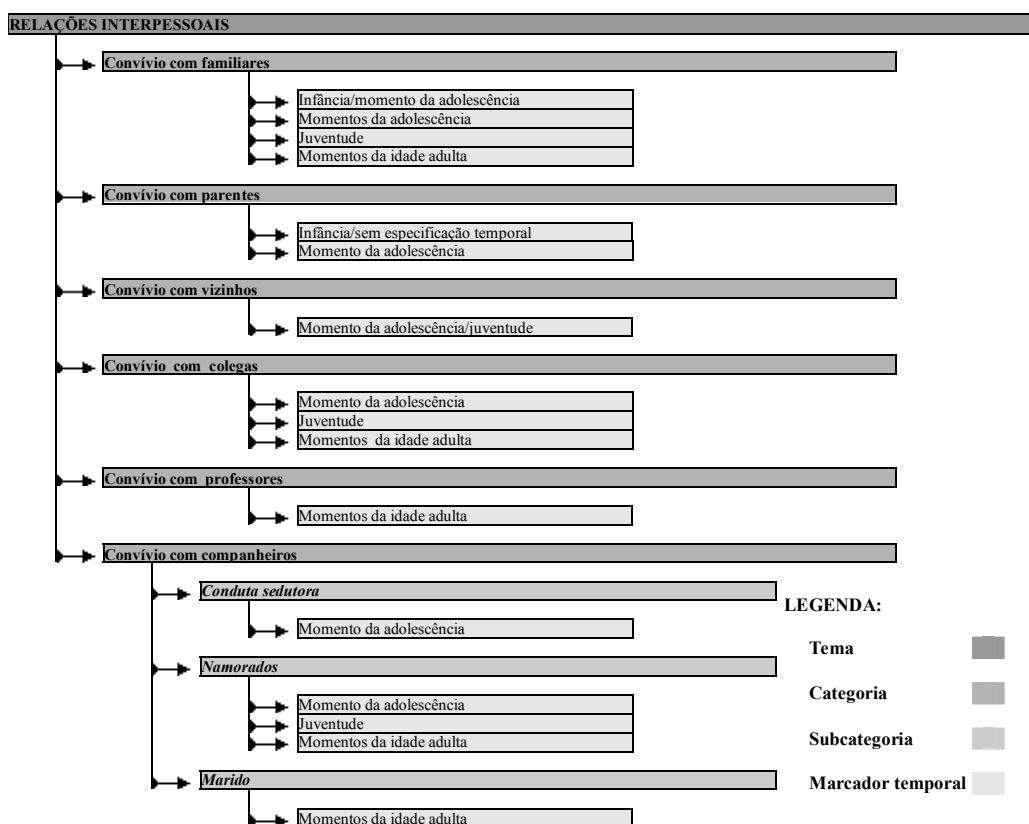 RELAÇÕES INTERPESSOAIS
Convívio com familiares
Infância/momento da adolescência
Momentos da adolescência
Juventude
Momentos da idade adulta
Convívio com parentes
Infância/sem especificação temporal
Momento da adolescência
Convívio com vizinhos
Momento da adolescência/juventude
Convívio com colegas
Momento da adolescência
Juventude
Momentos da idade adulta
Convívio com professores
Momentos da idade adulta
Convívio com companheiros
Conduta sedutora
Momento da adolescência
Namorados
Momento da adolescência
Juventude
Momentos da idade adulta
Marido
Momentos da idade adulta
LEGENDA:
Tema
Categoria
Subcategoria
Marcador temporal